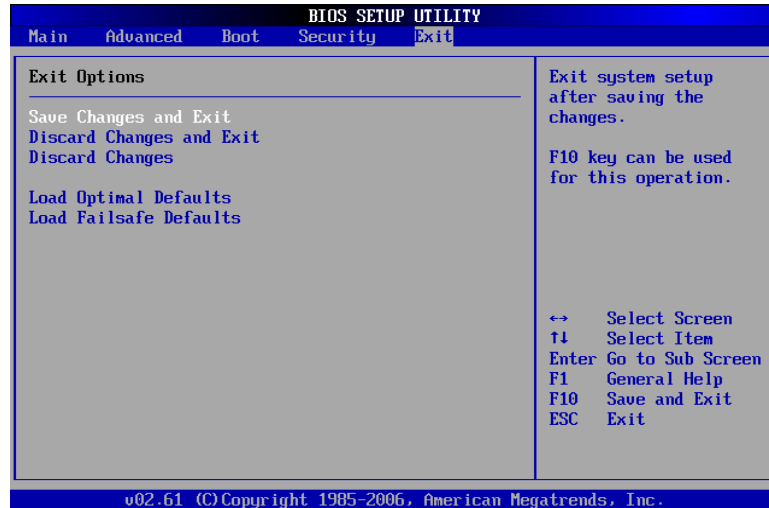 BIOS SETUP UTILITY
Main Advanced Boot Security Exit
Exit Options
Save Changes and Exit
Discard Changes and Exit
Discard Changes
Load Optimal Defaults
Load Failsafe Defaults
Exit system setup
after saving the
changes.
F10 key can be used
for this operation.
↔ Select Screen
↑↓ Select Item
Enter Go to Sub Screen
F1 General Help
F10 Save and Exit
ESC Exit
v02.61 (C)Copyright 1985-2006, American Megatrends, Inc.